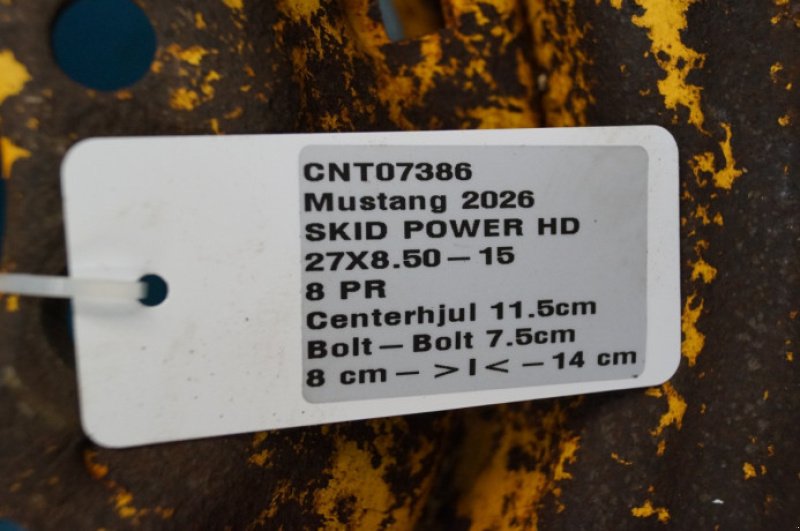 CNT07386
Mustang 2026
SKID POWER HD
27X8.50-15
8 PR
Centerhjul 11.5cm
Bolt-Bolt 7.5cm
8 cm- >I< -14 cm